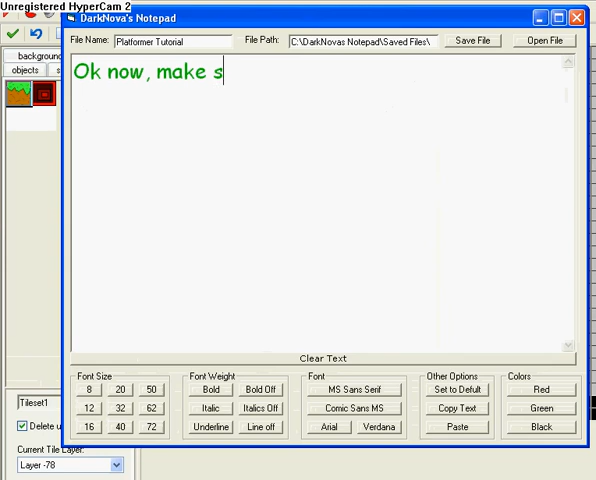 Unregistered HyperCam 2
DarkNova's Notepad
File Name: Platformer Tutorial File Path: C:\DarkNovas Notepad\Saved Files\ Save File Open File
background
objects s
Ok now, make s
Clear Text
Font Size Font Weight Font Other Options Colors
8 20 50 Bold Bold Off MS Sans Serif Set to Defult Red
12 32 62 Italic Italics Off Comic Sans MS Copy Text Green
16 40 72 Underline Line off Arial Verdana Paste Black
Tileset1
Delete u
Current Tile Layer:
Layer -78